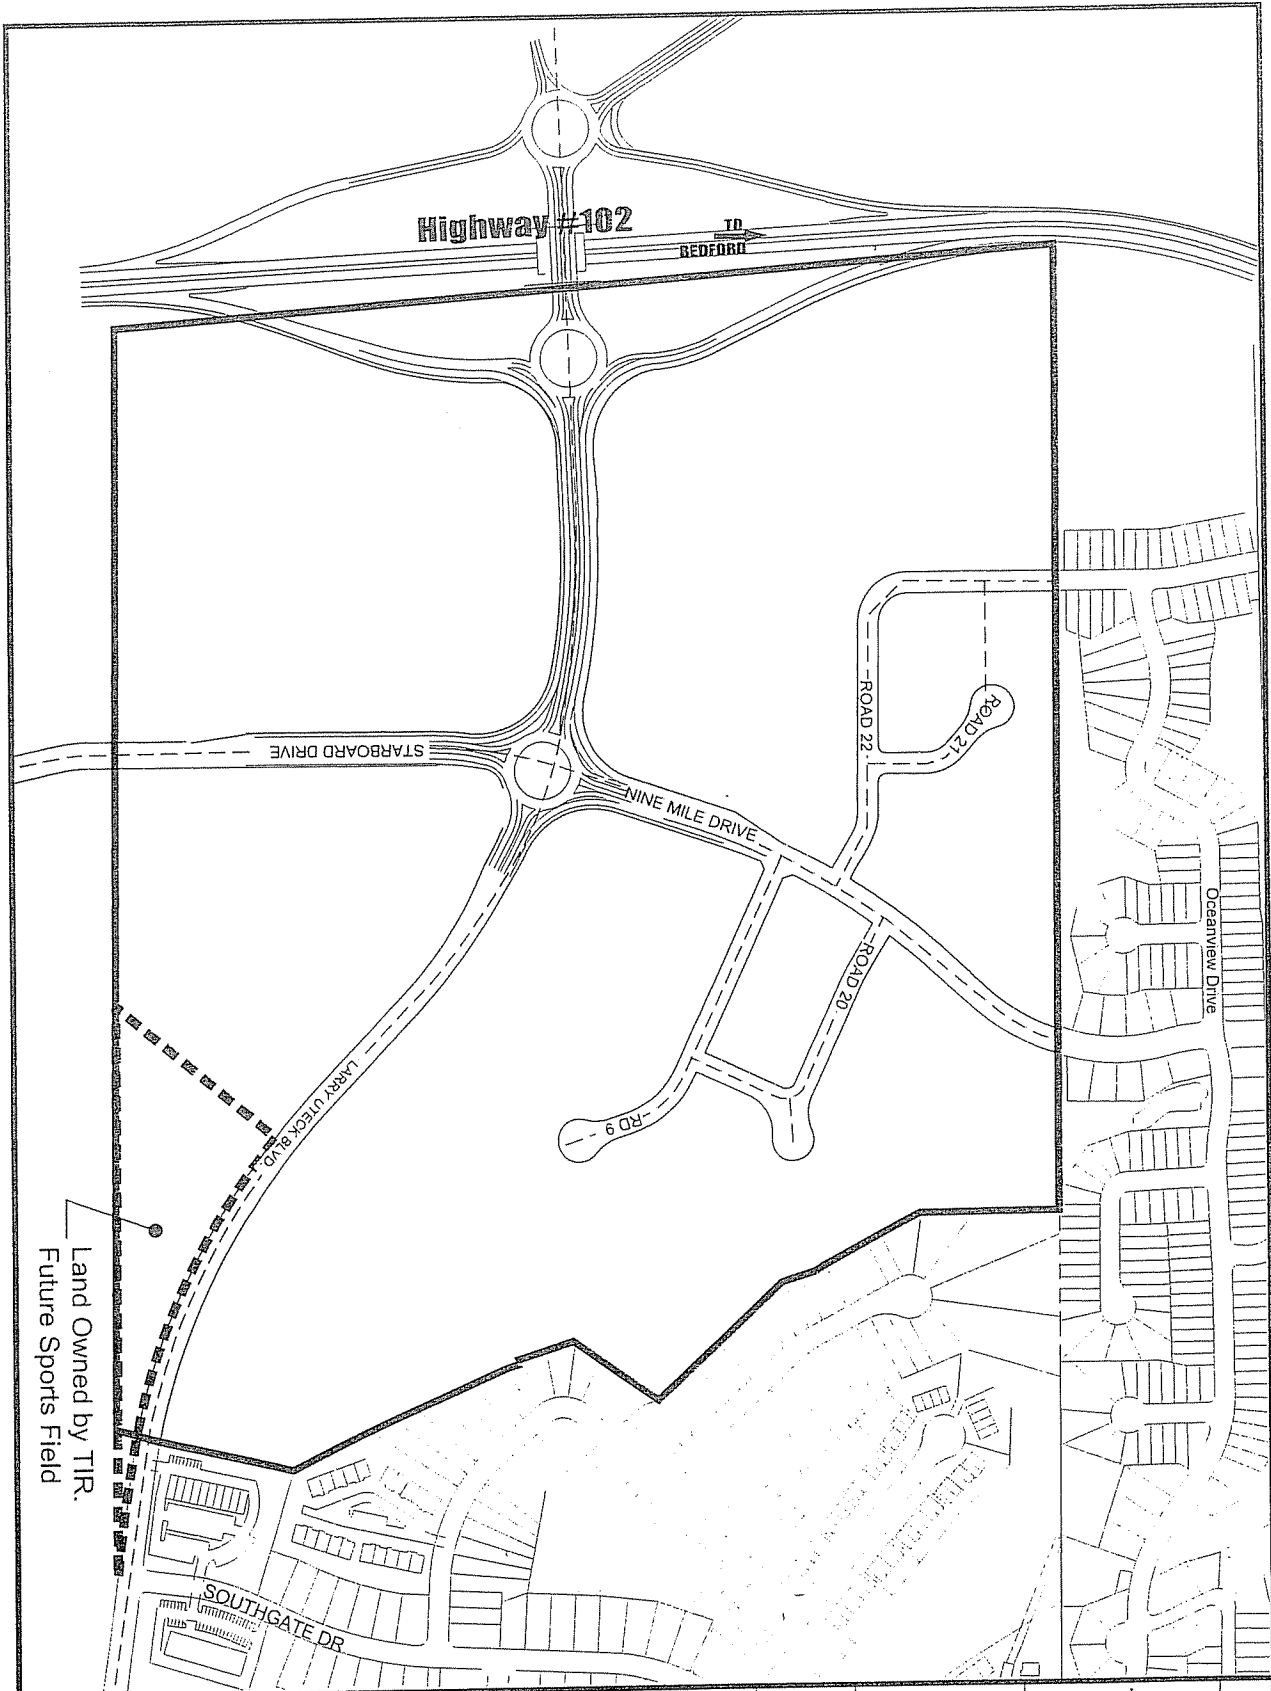 Highway #102
TO
BEDFORD
ROAD 22
ROAD 21
STARBOARD DRIVE
NINE MILE DRIVE
Oceanview Drive
ROAD 20
LARRY UTECK BLVD.
RD 9
Land Owned by TIR.
Future Sports Field
SOUTHGATE DR